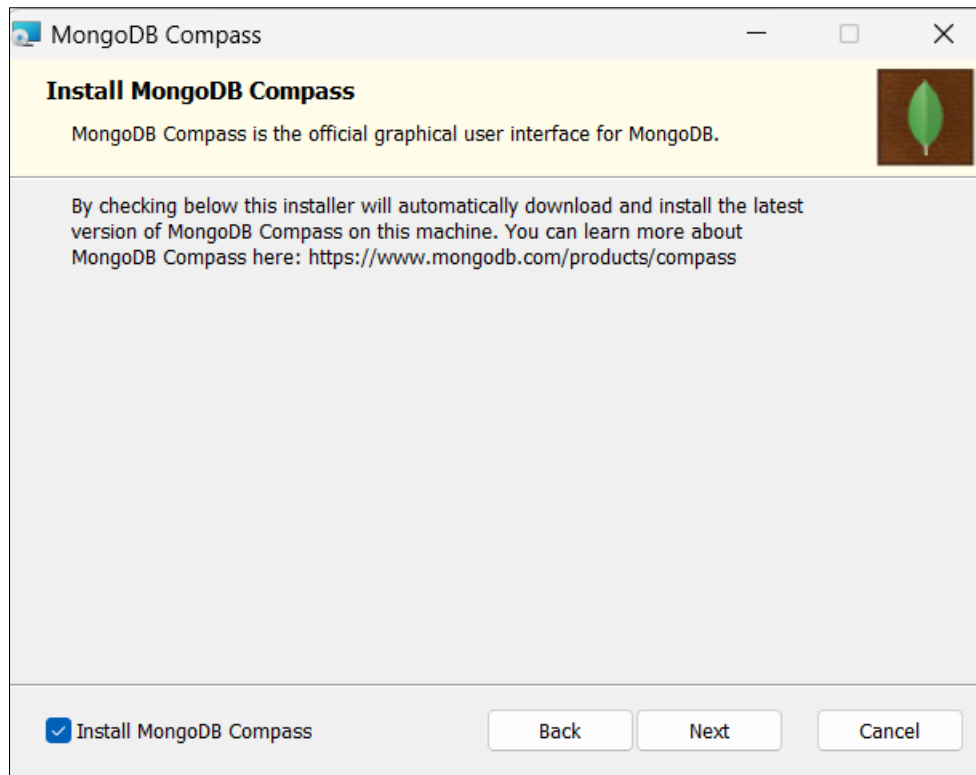 MongoDB Compass
Install MongoDB Compass
MongoDB Compass is the official graphical user interface for MongoDB.
By checking below this installer will automatically download and install the latest
version of MongoDB Compass on this machine. You can learn more about
MongoDB Compass here: https://www.mongodb.com/products/compass
Install MongoDB Compass
Back
Next
Cancel